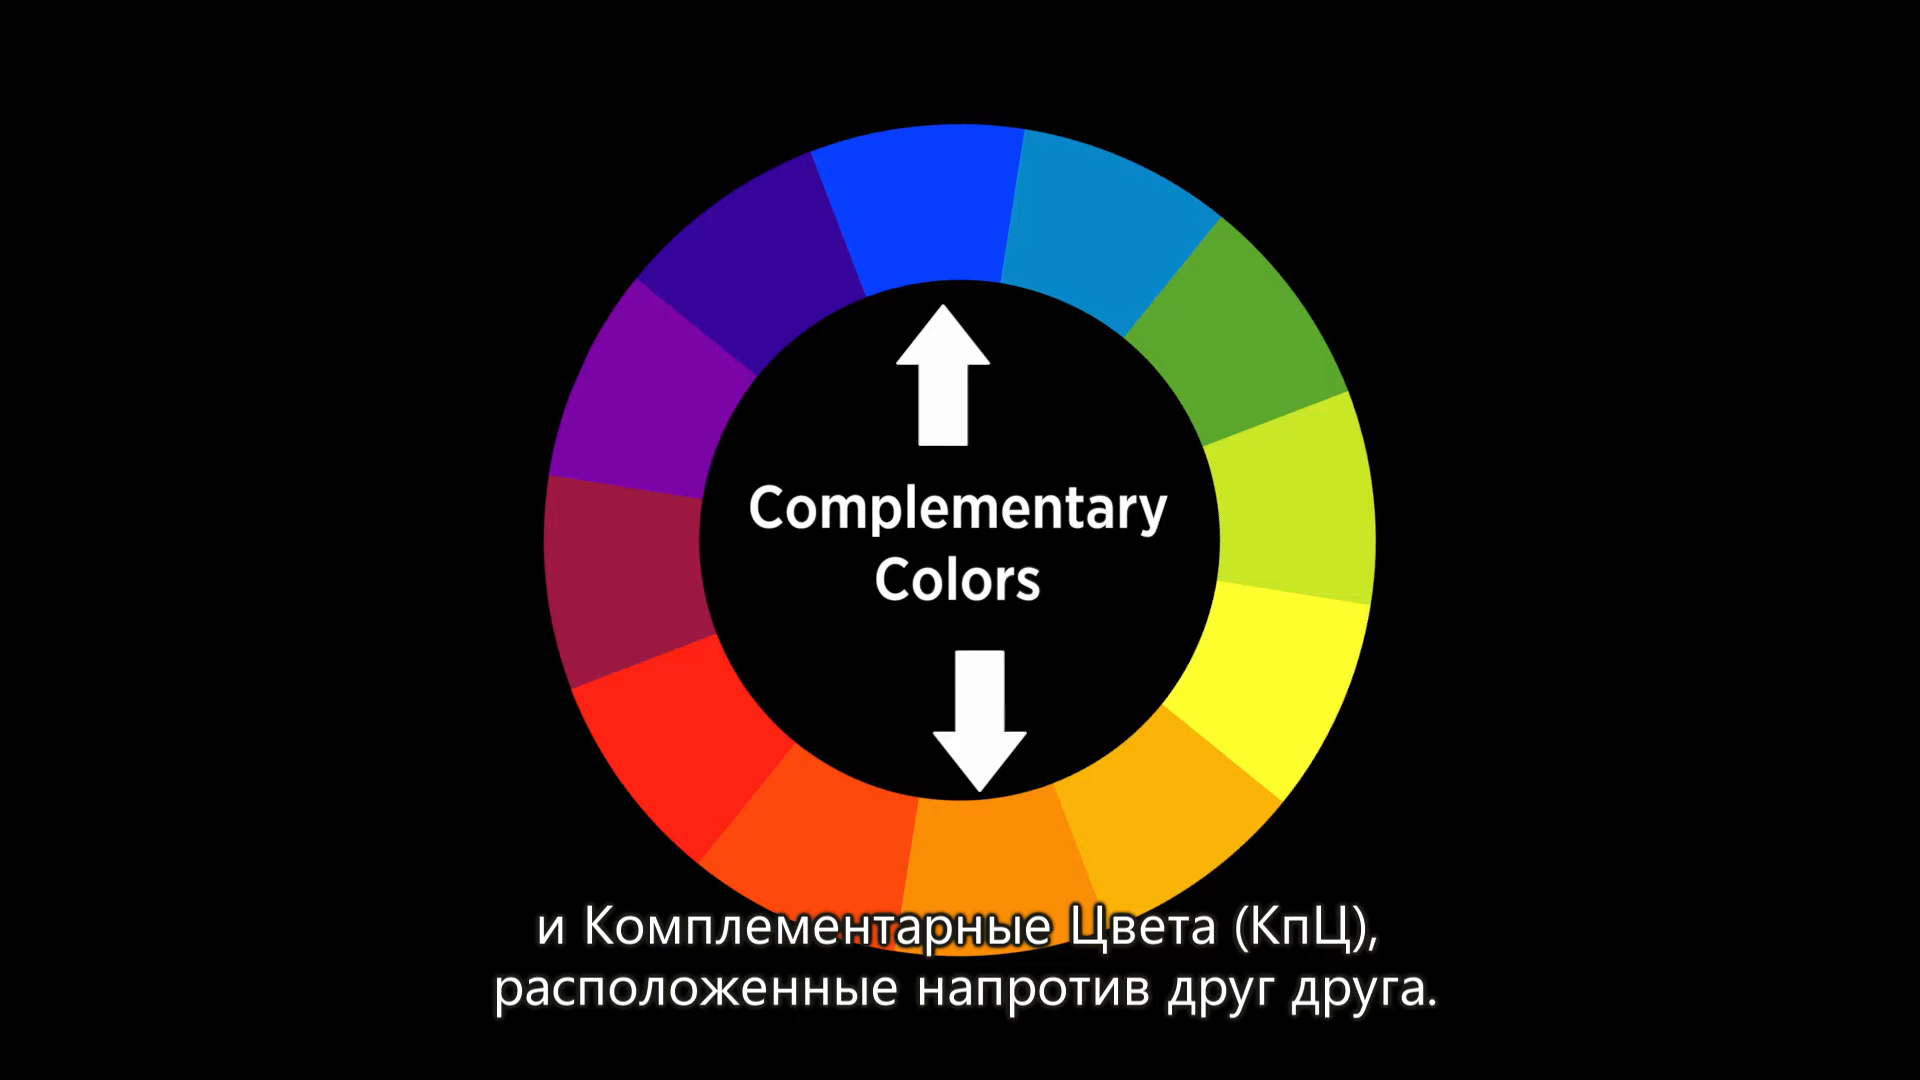 Complementary
Colors
и Комплементарные Цвета (КпЦ),
расположенные напротив друг друга.